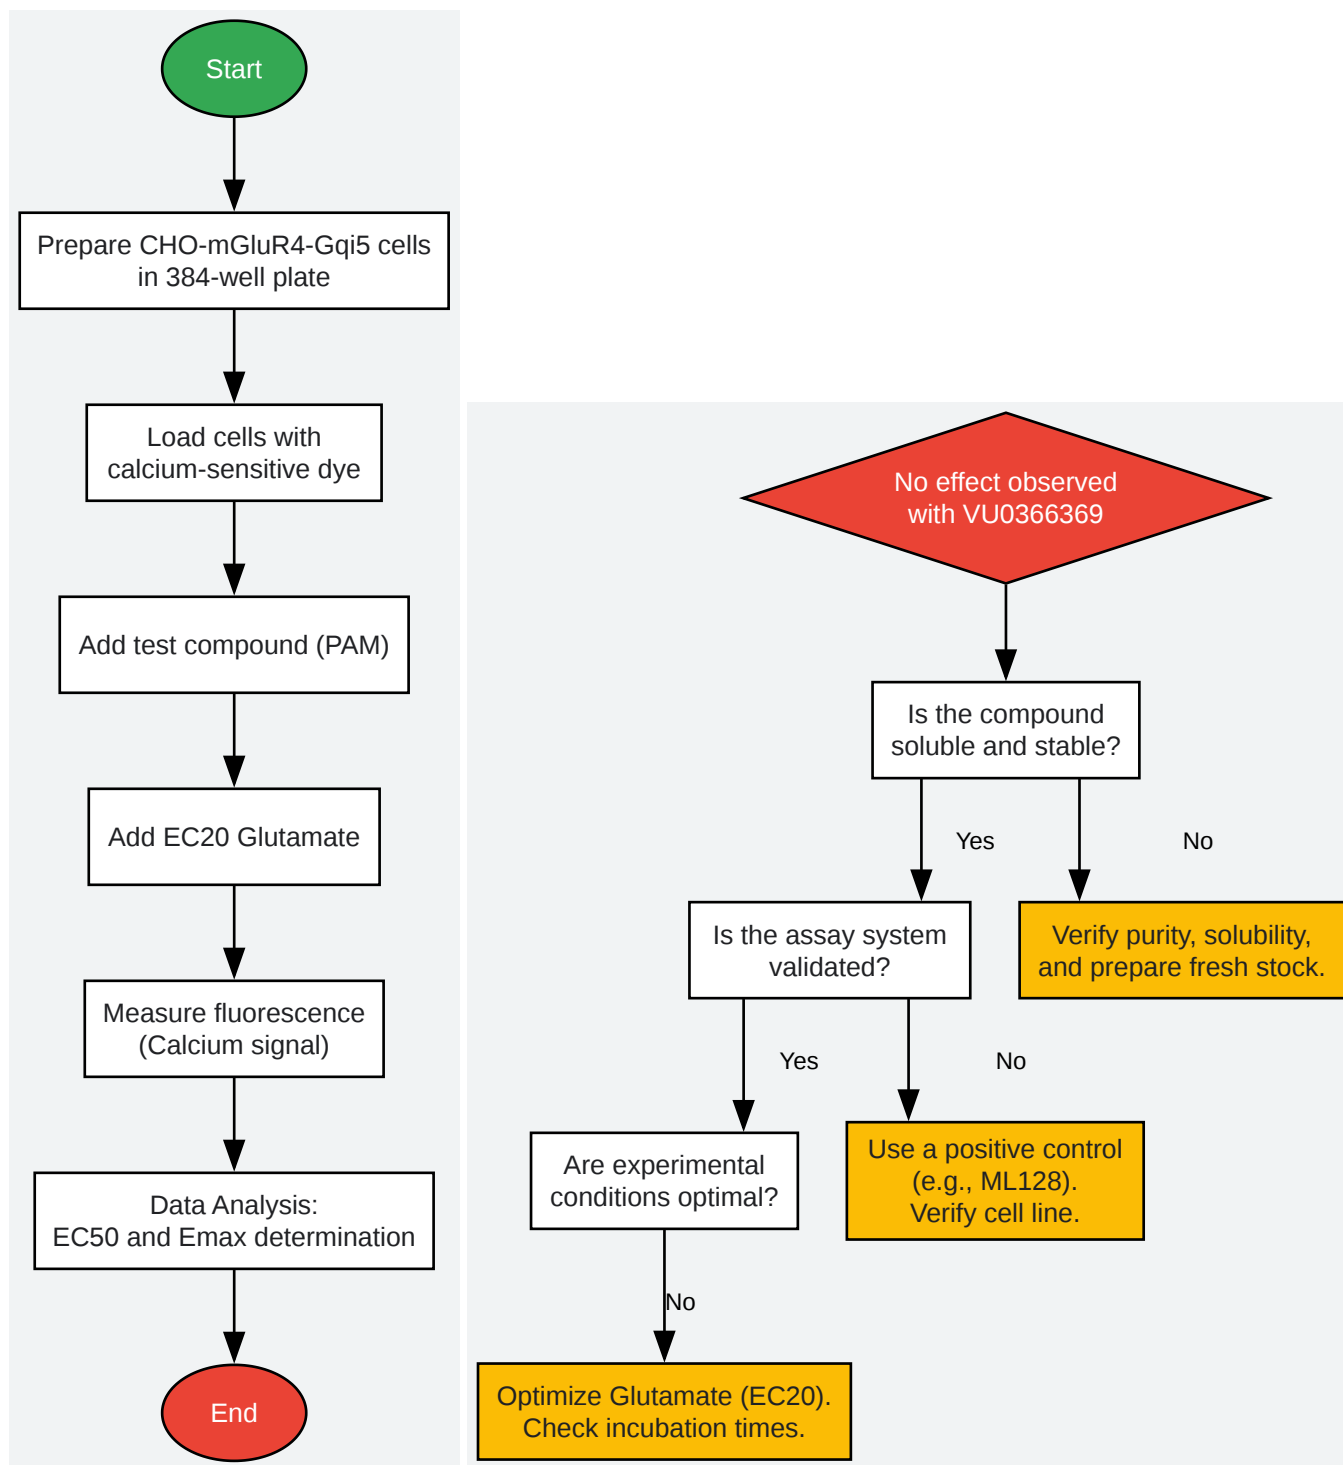 Start
Prepare CHO-mGluR4-Gqi5 cells
in 384-well plate
Load cells with
calcium-sensitive dye
Add test compound (PAM)
Add EC20 Glutamate
Measure fluorescence
(Calcium signal)
Data Analysis:
EC50 and Emax determination
End
No effect observed
with VU0366369
Is the compound
soluble and stable?
Yes
No
Is the assay system
validated?
Verify purity, solubility,
and prepare fresh stock.
Yes
No
Are experimental
conditions optimal?
Use a positive control
(e.g., ML128).
Verify cell line.
No
Optimize Glutamate (EC20).
Check incubation times.